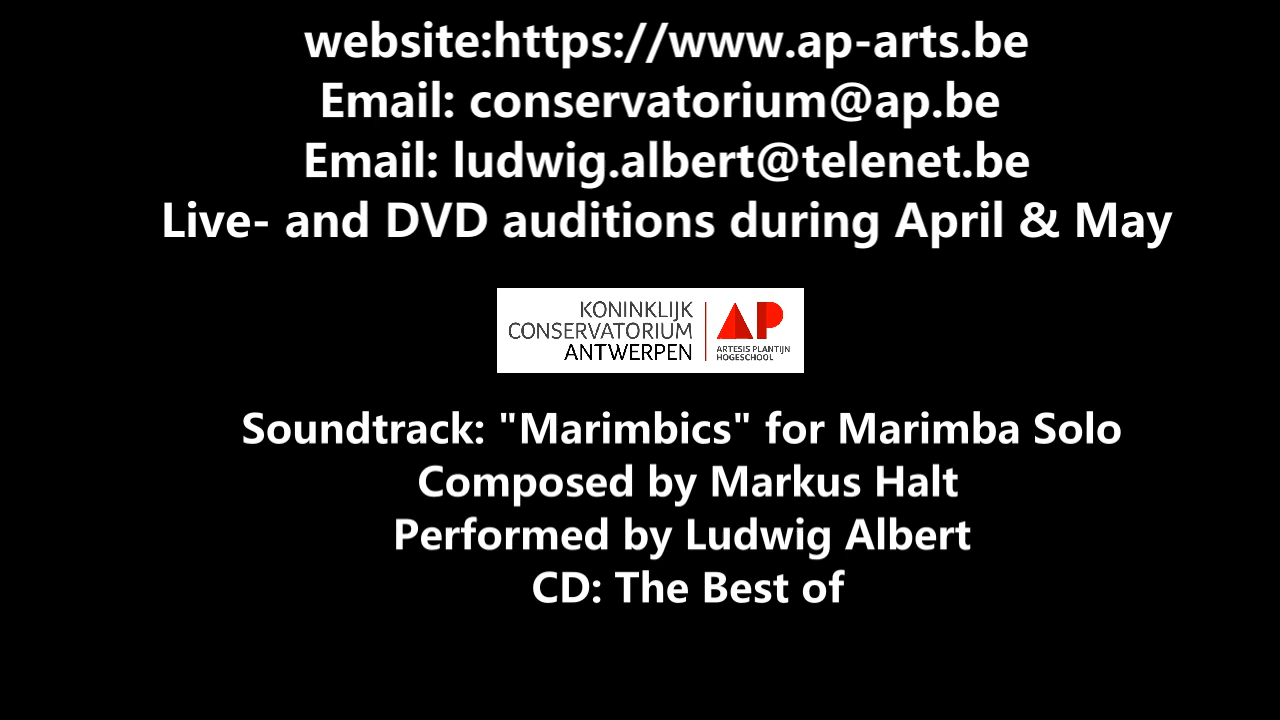 website:https://www.ap-arts.be
Email: conservatorium@ap.be
Email: ludwig.albert@telenet.be
Live- and DVD auditions during April & May
KONINKLIJK
CONSERVATORIUM
ANTWERPEN
AP
ARTESIS PLANTIJN
HOGESCHOOL
Soundtrack: "Marimbics" for Marimba Solo
Composed by Markus Halt
Performed by Ludwig Albert
CD: The Best of